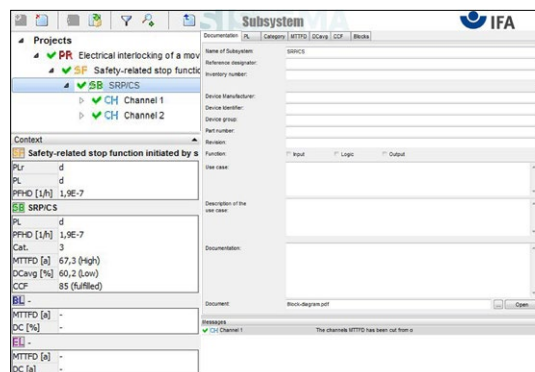 Subsystem
IFA
Projects
PR Electrical interlocking of a mov
SF Safety-related stop functic
SB SRP/CS
CH Channel 1
CH Channel 2
Context
SF Safety-related stop function initiated by s
PLr d
PL d
PFHD [1/h] 1,9E-7
SB SRP/CS
PL d
PFHD [1/h] 1,9E-7
Cat. 3
MTTFD [a] 67,3 (High)
DCavg [%] 60,2 (Low)
CCF 85 (fulfilled)
BL -
MTTFD [a] -
DC [%] -
EL -
MTTFD [a] -
DC [a] -
Documentation PL Category MTTFD DCavg CCF Blocks
Name of Subsystem: SRP/CS
Reference designator:
Inventory number:
Device Manufacturer:
Device Identifier:
Device group:
Part number:
Revision:
Function: Input Logic Output
Use case:
Description of the
use case:
Documentation:
Document: Block-diagram.pdf ... Open
Messages
CH Channel 1 The channels MTTFD has been cut from o